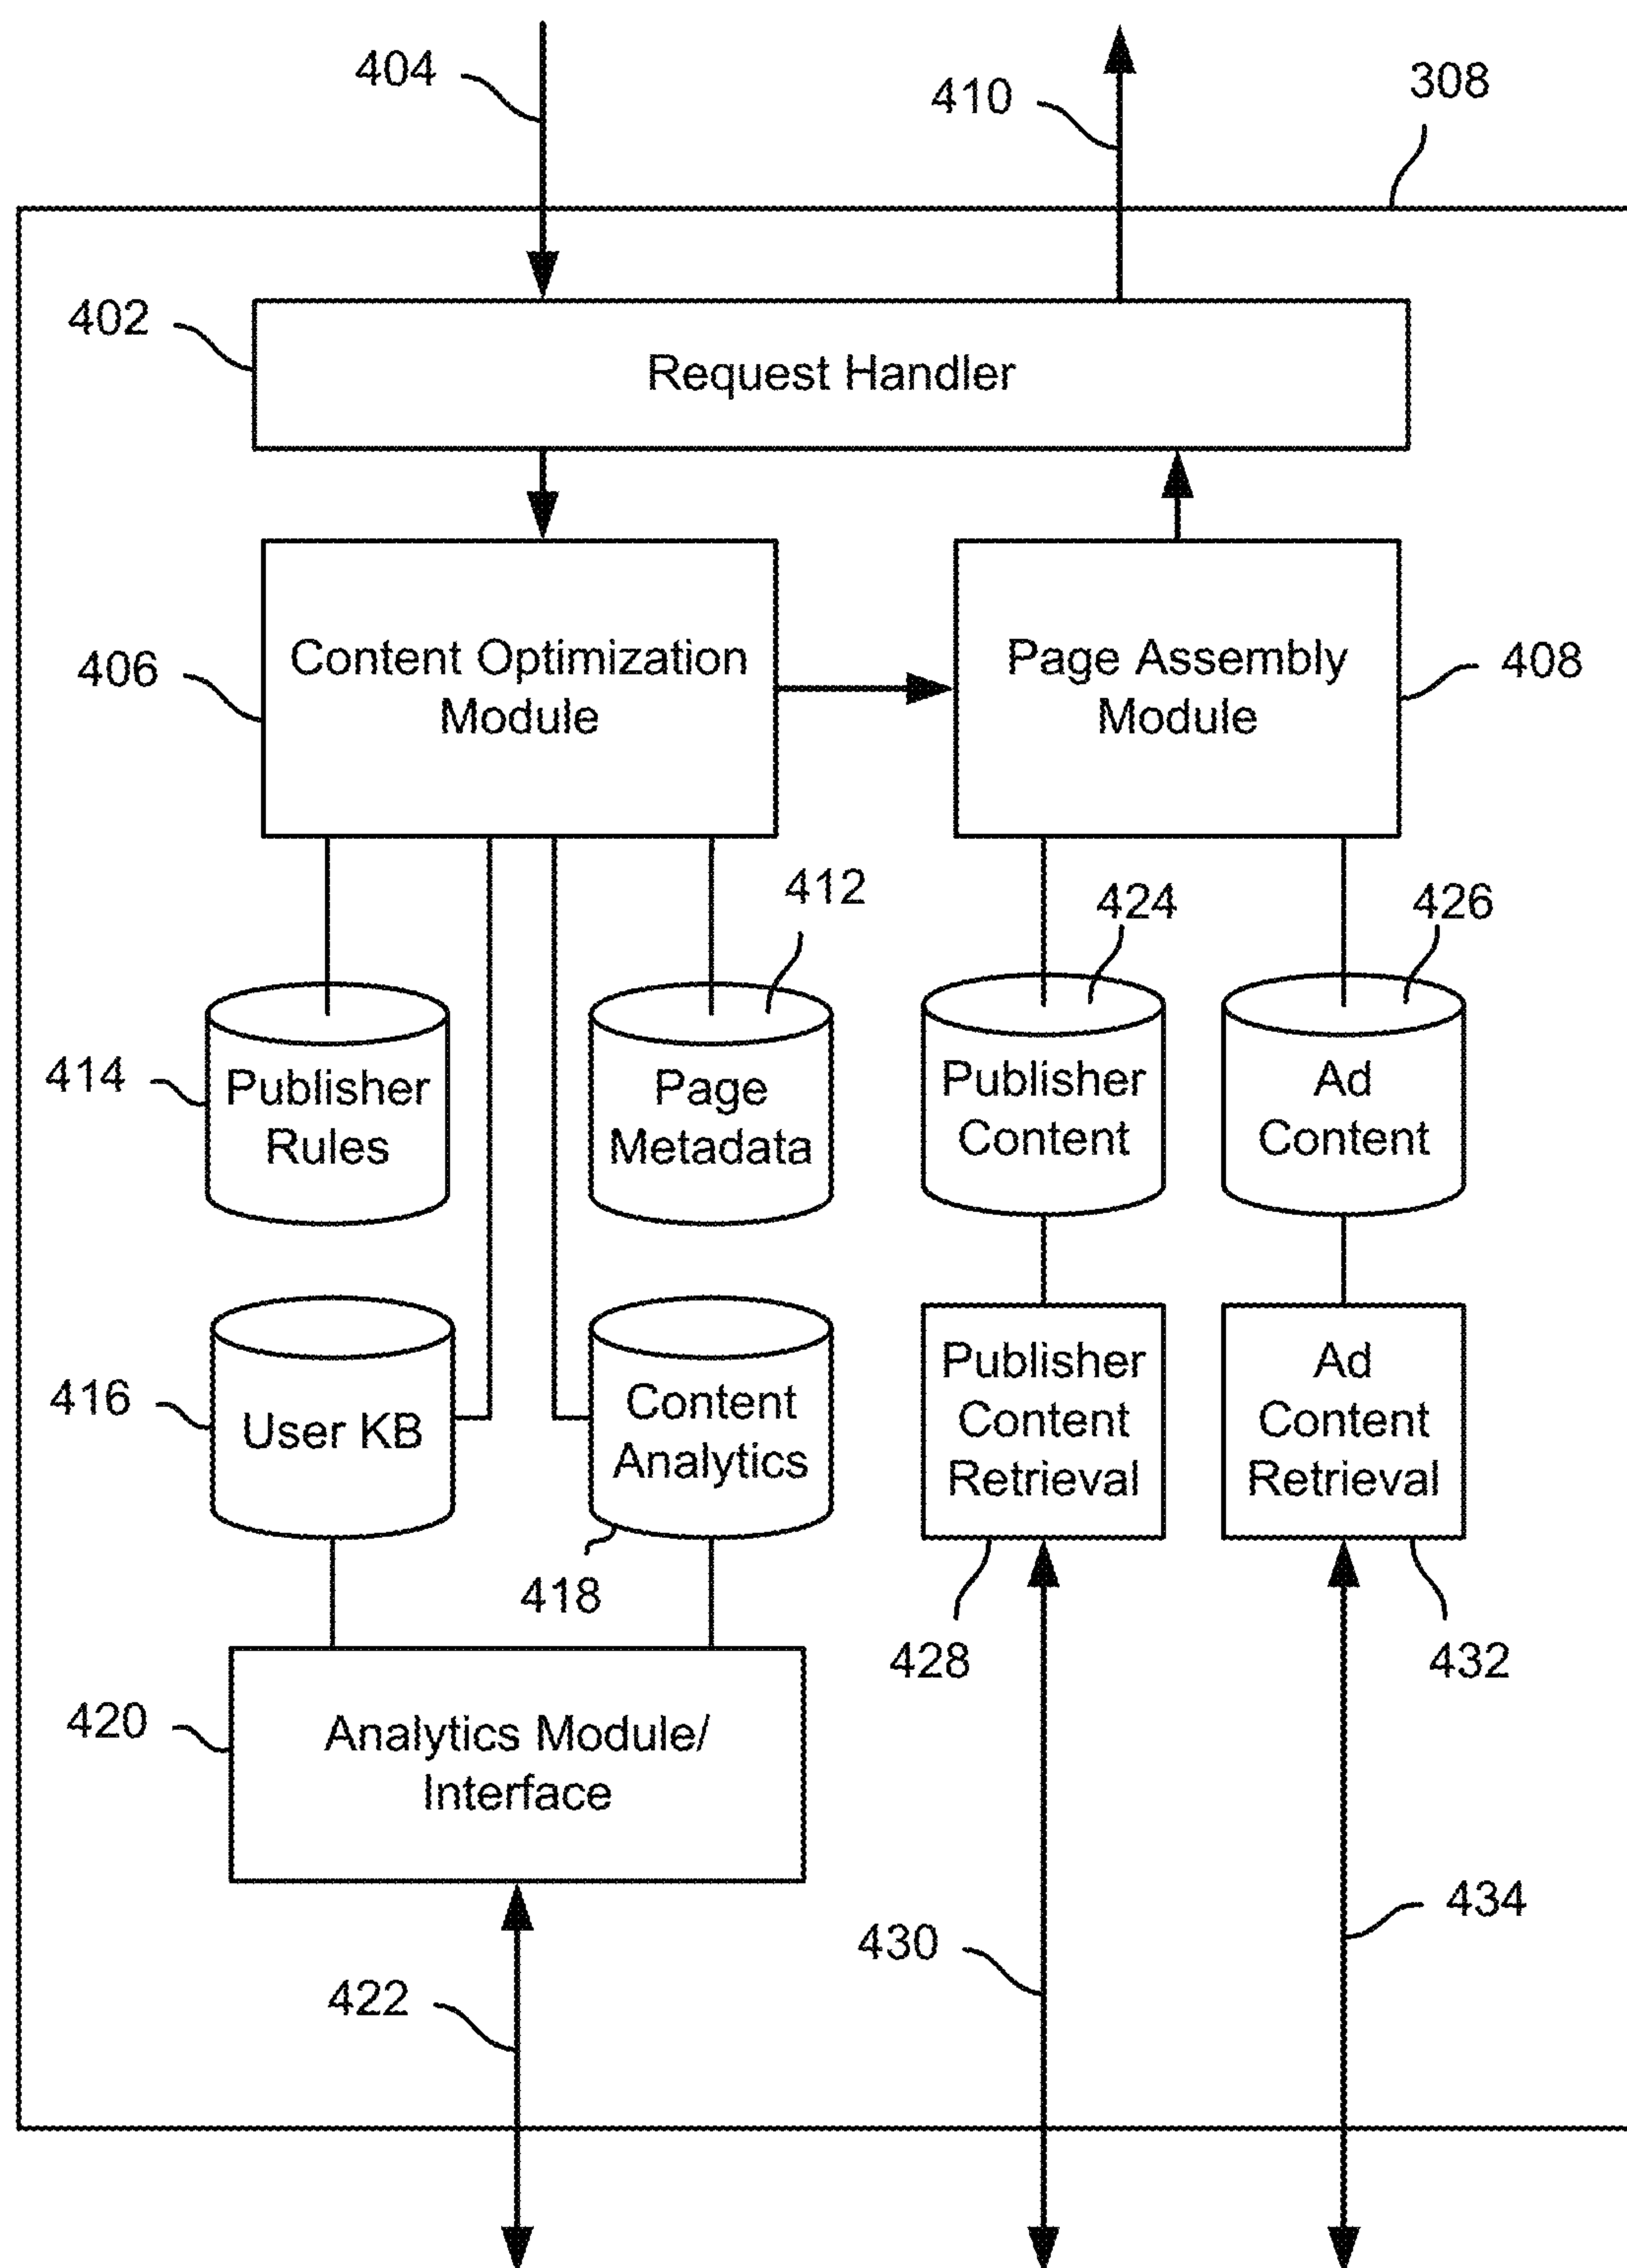 404
410
308
402
Request Handler
406
Content Optimization
Module
Page Assembly
Module
408
412
424
426
414
Publisher
Rules
Page
Metadata
Publisher
Content
Ad
Content
416
User KB
Content
Analytics
Publisher
Content
Retrieval
Ad
Content
Retrieval
418
428
432
420
Analytics Module/
Interface
422
430
434